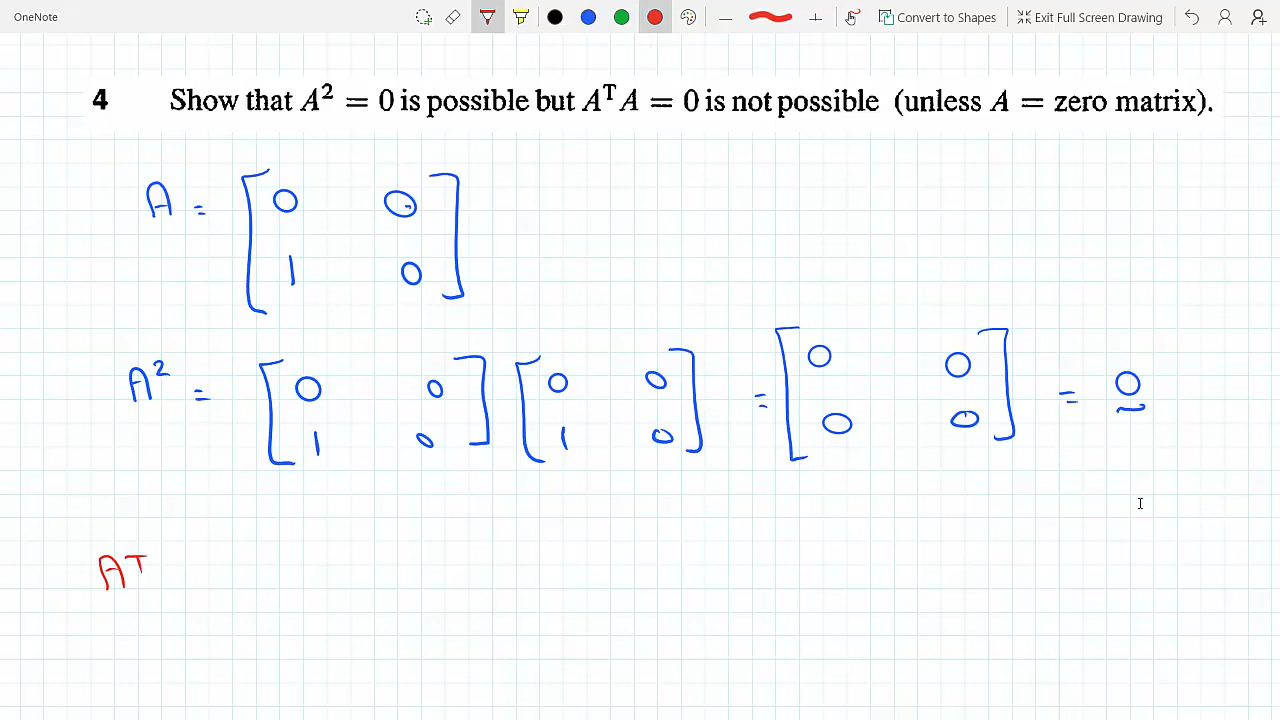 OneNote
Convert to Shapes Exit Full Screen Drawing
4 Show that A² = 0 is possible but AᵀA = 0 is not possible (unless A = zero matrix).
A = [0 0
1 0]
A² = [0 0 [0 0 = [0 0 = 0
1 0] 1 0] 0 0]
AT